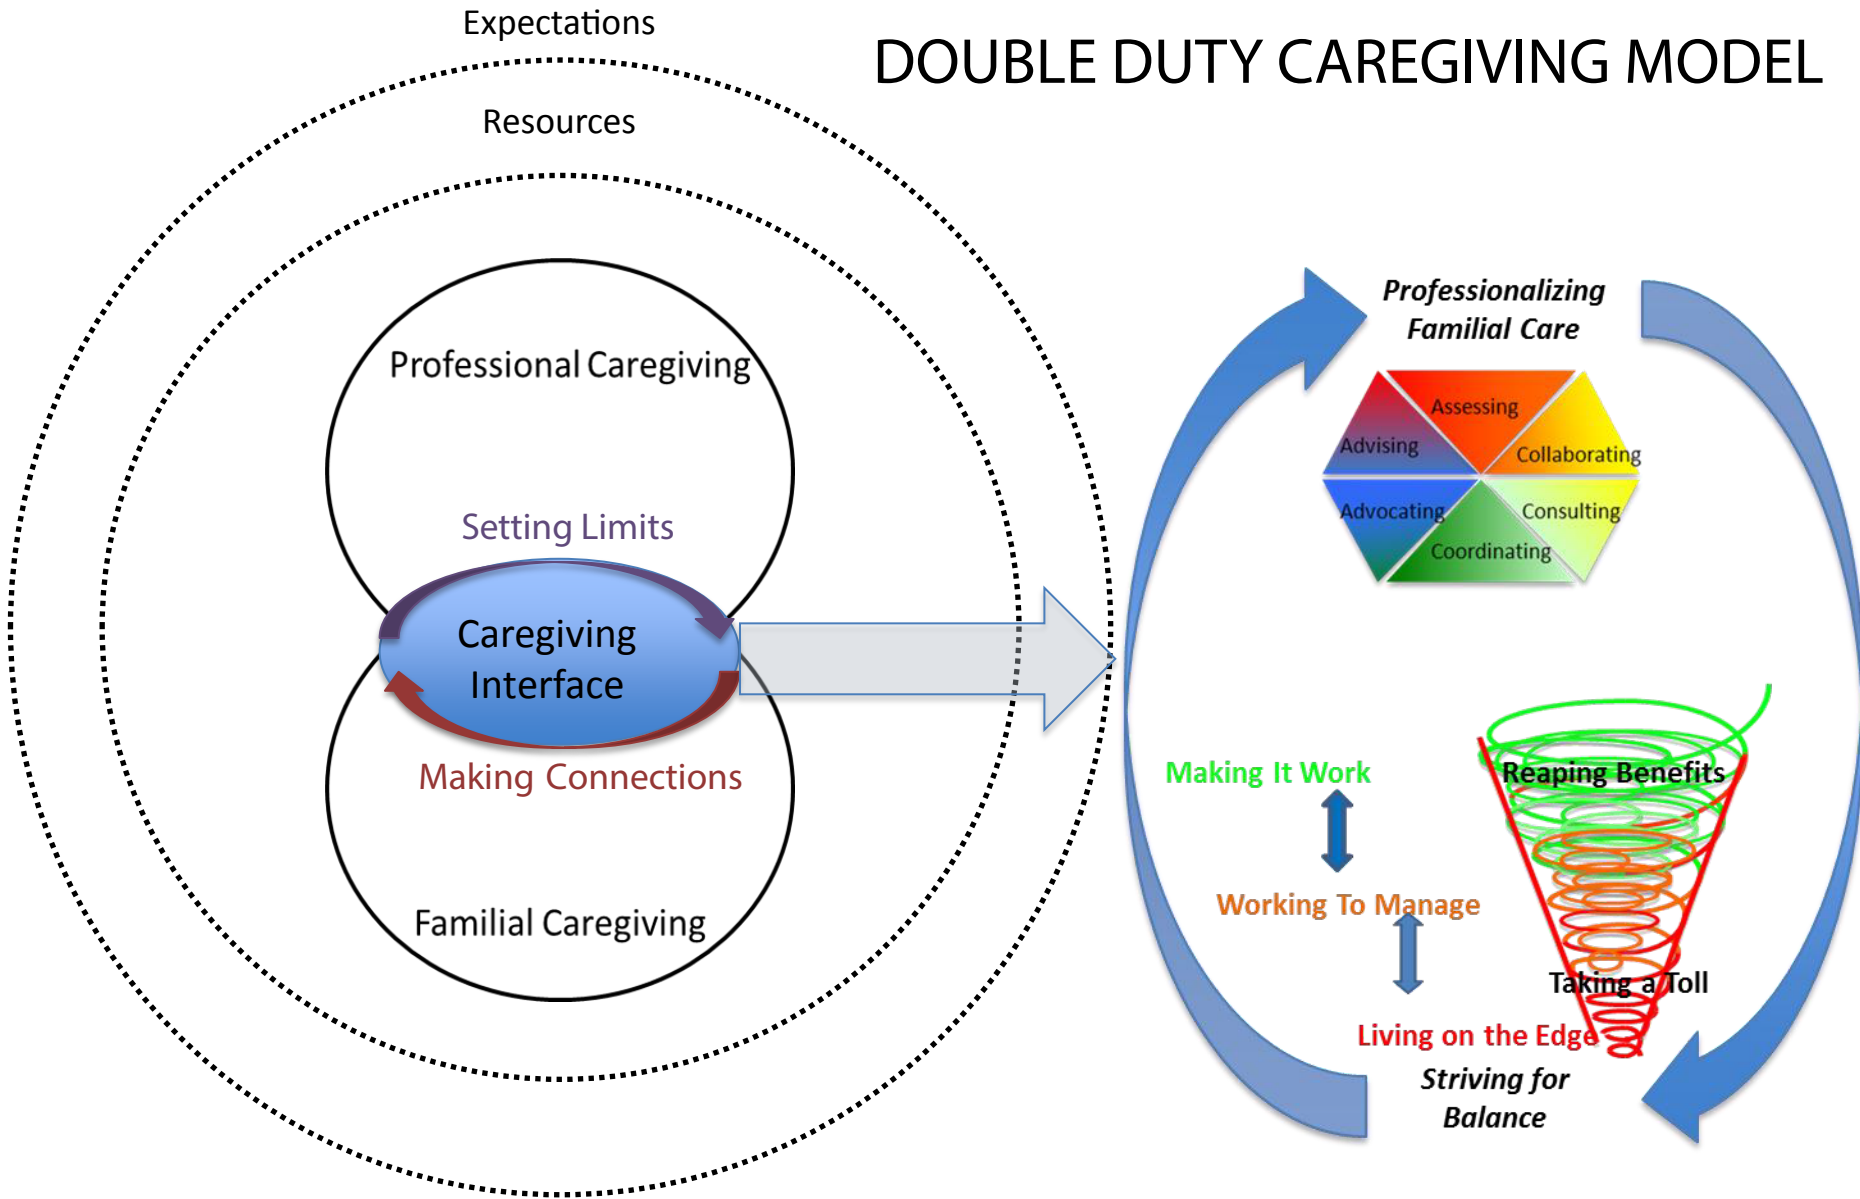 DOUBLE DUTY CAREGIVING MODEL
Expectations
Resources
Professional Caregiving
Setting Limits
Caregiving
Interface
Making Connections
Familial Caregiving
Professionalizing
Familial Care
Assessing
Advising
Collaborating
Advocating
Consulting
Coordinating
Making It Work
Reaping Benefits
Working To Manage
Taking a Toll
Living on the Edge
Striving for
Balance